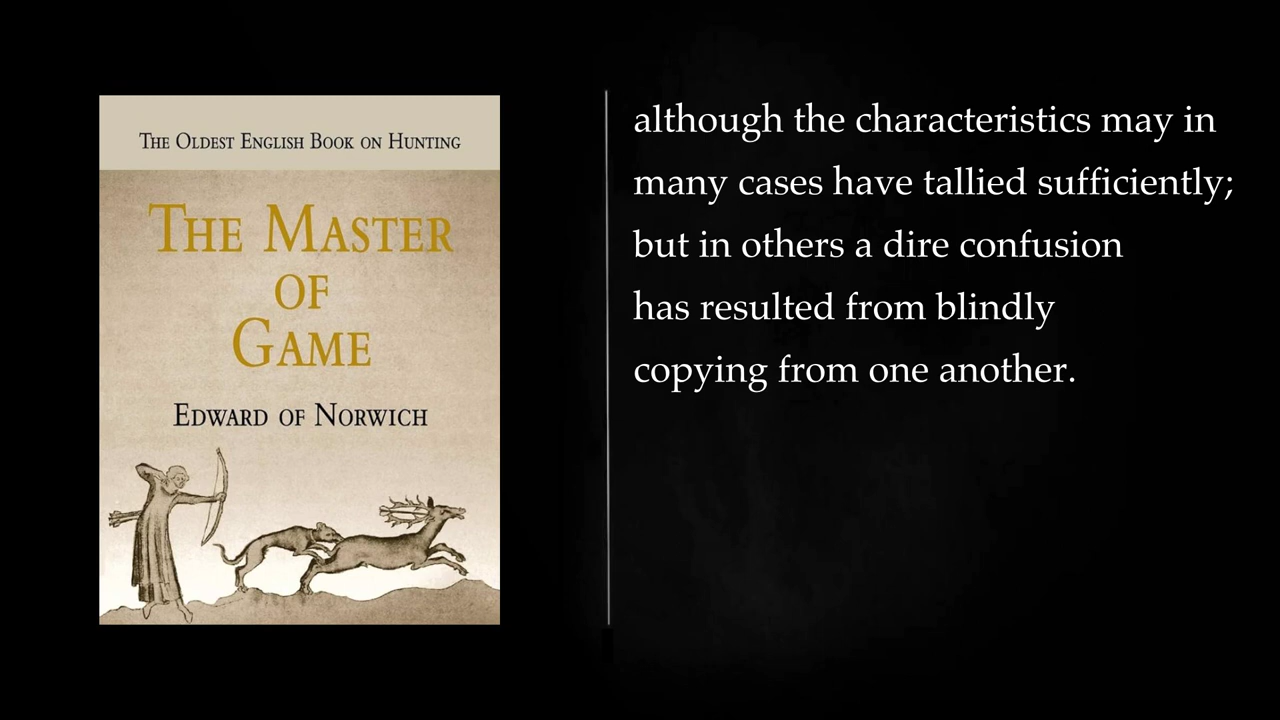 The Oldest English Book on Hunting
The Master
of
Game
Edward of Norwich
although the characteristics may in
many cases have tallied sufficiently;
but in others a dire confusion
has resulted from blindly
copying from one another.